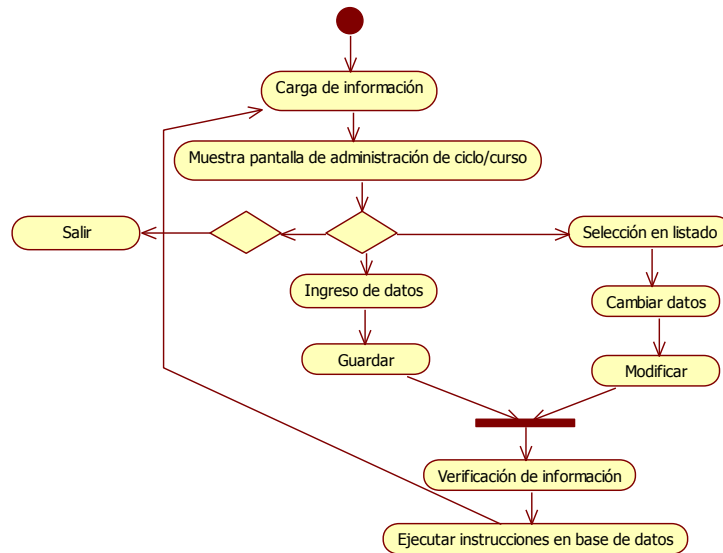 Carga de información
Muestra pantalla de administración de ciclo/curso
Salir
Selección en listado
Ingreso de datos
Cambiar datos
Guardar
Modificar
Verificación de información
Ejecutar instrucciones en base de datos